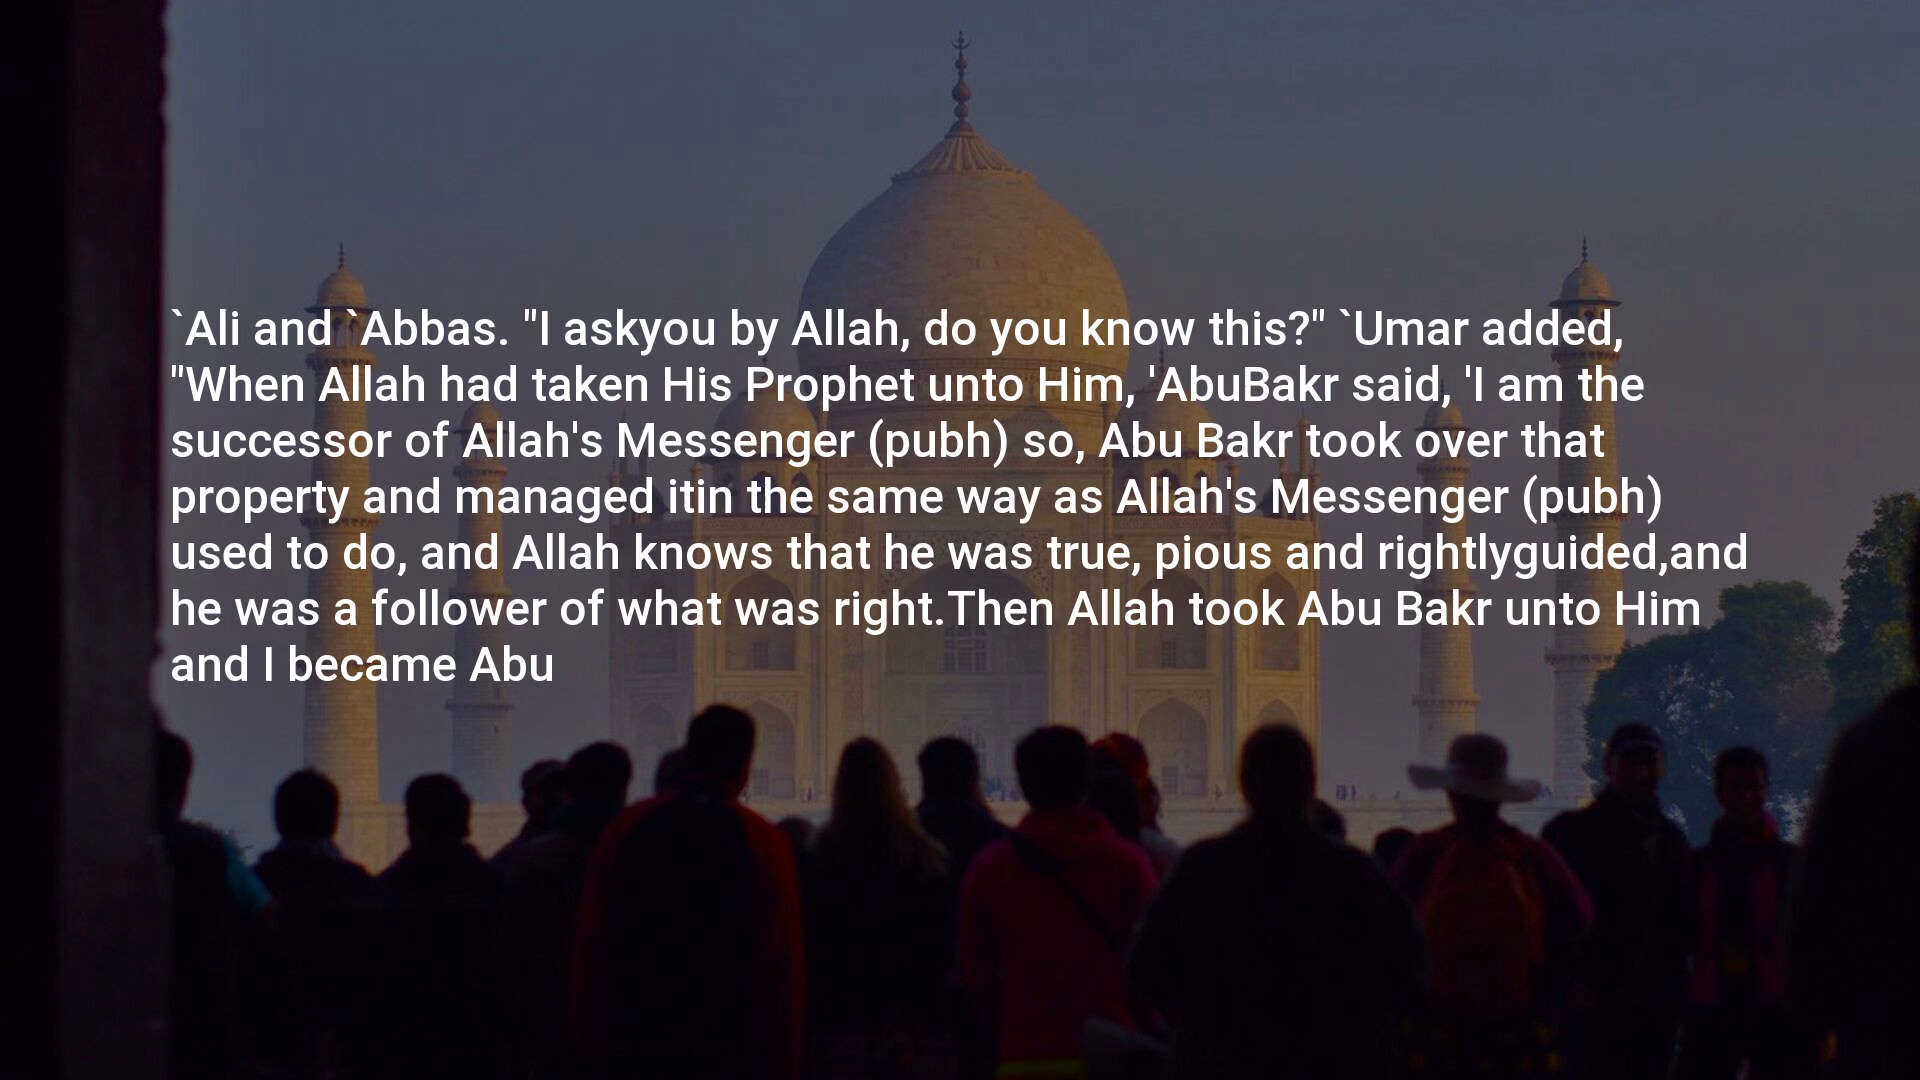 `Ali and `Abbas. "I askyou by Allah, do you know this?" `Umar added,
"When Allah had taken His Prophet unto Him, 'AbuBakr said, 'I am the
successor of Allah's Messenger (pubh) so, Abu Bakr took over that
property and managed itin the same way as Allah's Messenger (pubh)
used to do, and Allah knows that he was true, pious and rightlyguided,and
he was a follower of what was right.Then Allah took Abu Bakr unto Him
and I became Abu